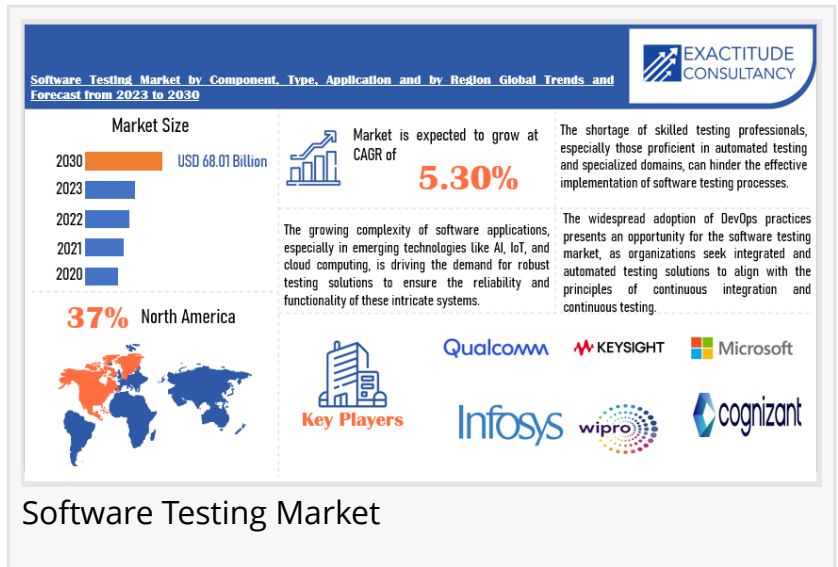 Software Testing Market by Component, Type, Application and by Region Global Trends and
Forecast from 2023 to 2030
EXACTITUDE
CONSULTANCY
Market Size
2030
USD 68.01 Billion
2023
2022
2021
2020
37% North America
Market is expected to grow at
CAGR of
5.30%
The growing complexity of software applications,
especially in emerging technologies like AI, IoT, and
cloud computing, is driving the demand for robust
testing solutions to ensure the reliability and
functionality of these intricate systems.
The shortage of skilled testing professionals,
especially those proficient in automated testing
and specialized domains, can hinder the effective
implementation of software testing processes.
The widespread adoption of DevOps practices
presents an opportunity for the software testing
market, as organizations seek integrated and
automated testing solutions to align with the
principles of continuous integration and
continuous testing.
Key Players
Qualcomm
KEYSIGHT
Microsoft
Infosys
wipro
cognizant
Software Testing Market